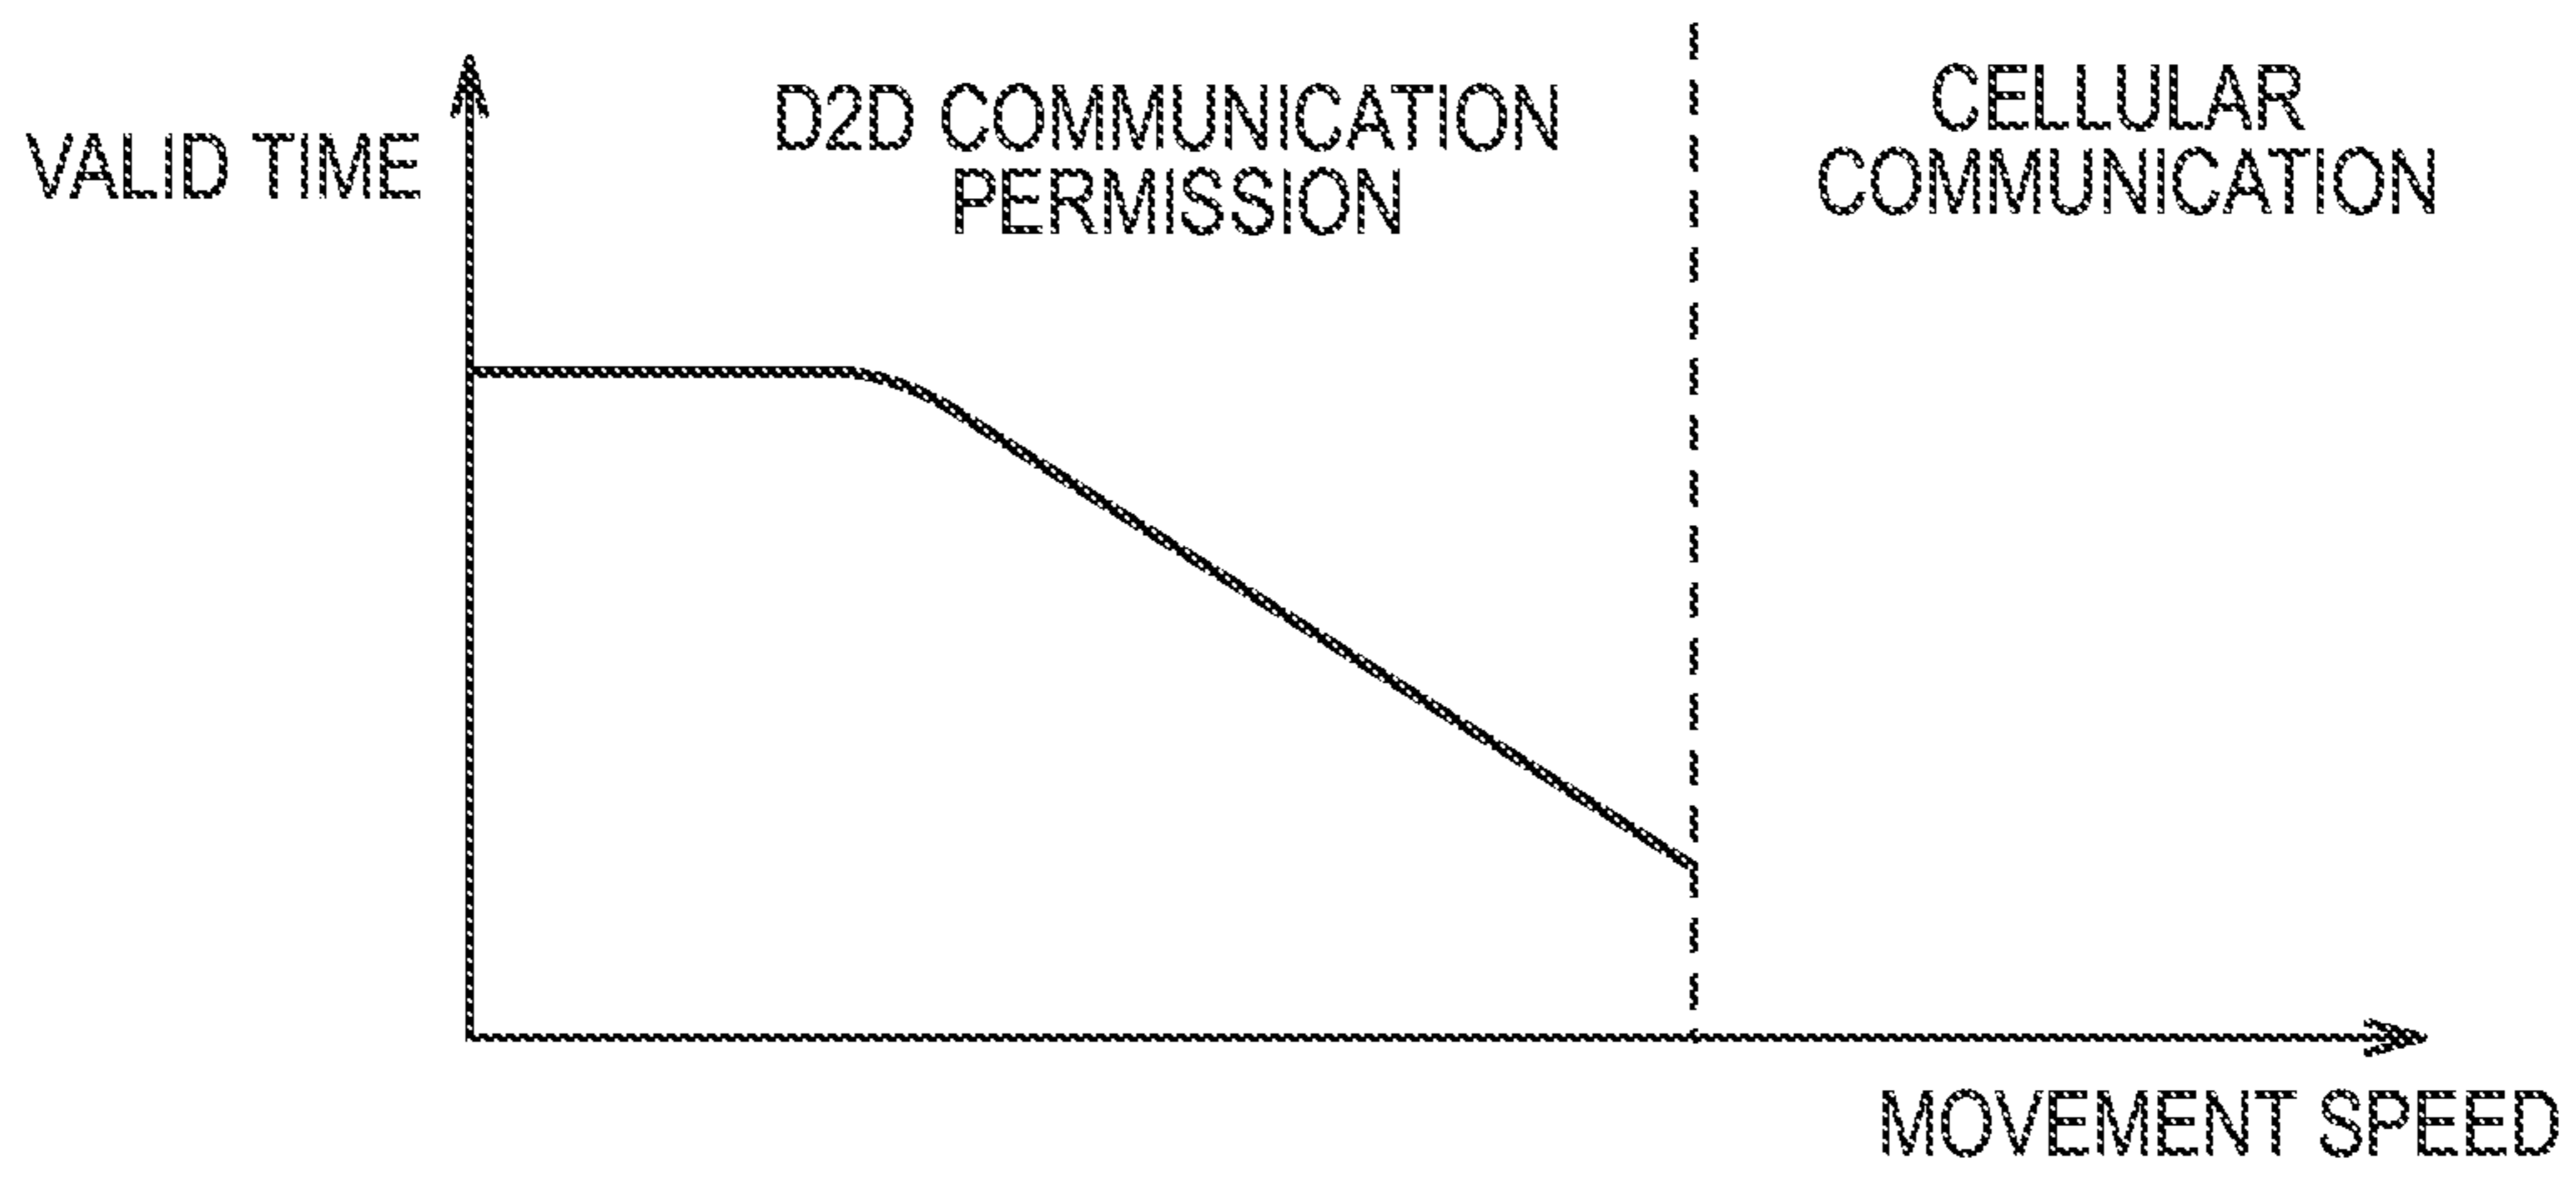 VALID TIME
D2D COMMUNICATION
PERMISSION
CELLULAR
COMMUNICATION
MOVEMENT SPEED